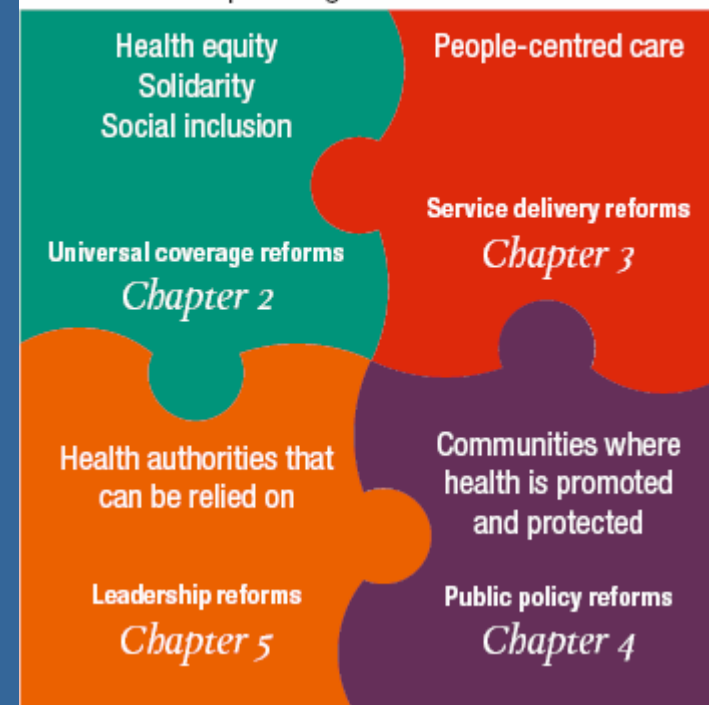 Health equity
Solidarity
Social inclusion
Universal coverage reforms
Chapter 2
People-centred care
Service delivery reforms
Chapter 3
Health authorities that
can be relied on
Leadership reforms
Chapter 5
Communities where
health is promoted
and protected
Public policy reforms
Chapter 4